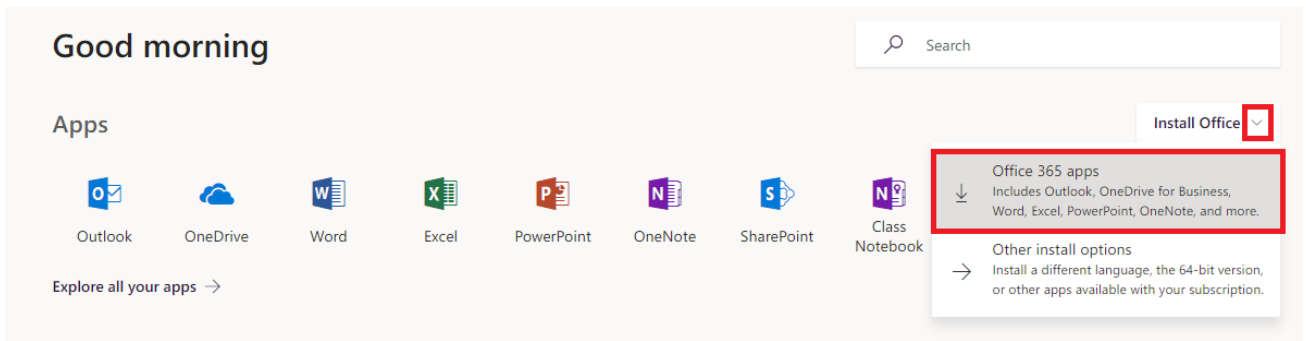 Good morning
Search
Apps
Install Office
Office 365 apps
Includes Outlook, OneDrive for Business,
Word, Excel, PowerPoint, OneNote, and more.
Outlook
OneDrive
Word
Excel
PowerPoint
OneNote
SharePoint
Class
Notebook
Other install options
Install a different language, the 64-bit version,
or other apps available with your subscription.
Explore all your apps